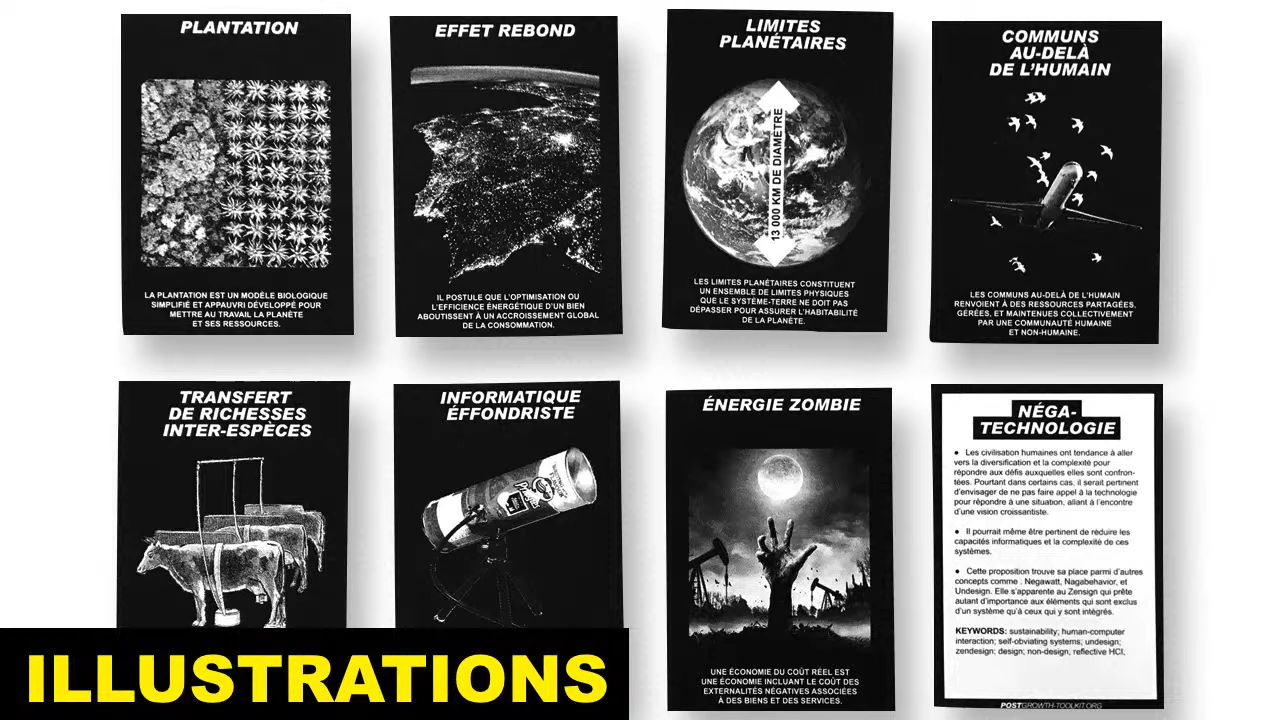 PLANTATION
LA PLANTATION EST UN MODÈLE BIOLOGIQUE
SIMPLIFIÉ ET APPAUVRI DÉVELOPPÉ POUR
METTRE AU TRAVAIL LA PLANÈTE
ET SES RESSOURCES.
EFFET REBOND
IL POSTULE QUE L'OPTIMISATION OU
L'EFFICIENCE ÉNERGÉTIQUE D'UN BIEN
ABOUTISSENT À UN ACCROISSEMENT GLOBAL
DE LA CONSOMMATION.
LIMITES
PLANÉTAIRES
13 000 KM DE DIAMÈTRE
LES LIMITES PLANÉTAIRES CONSTITUENT
UN ENSEMBLE DE LIMITES PHYSIQUES
QUE LE SYSTÈME-TERRE NE DOIT PAS
DÉPASSER POUR ASSURER L'HABITABILITÉ
DE LA PLANÈTE.
COMMUNS
AU-DELÀ
DE L'HUMAIN
LES COMMUNS AU-DELÀ DE L'HUMAIN
RENVOIENT À DES RESSOURCES PARTAGÉES,
GÉRÉES, ET MAINTENUES COLLECTIVEMENT
PAR UNE COMMUNAUTÉ HUMAINE
ET NON-HUMAINE.
TRANSFERT
DE RICHESSES
INTER-ESPÈCES
INFORMATIQUE
ÉFFONDRISTE
ÉNERGIE ZOMBIE
UNE ÉCONOMIE DU COÛT RÉEL EST
UNE ÉCONOMIE INCLUANT LE COÛT DES
EXTERNALITÉS NÉGATIVES ASSOCIÉES
À DES BIENS ET DES SERVICES.
NÉGA-
TECHNOLOGIE
● Les civilisation humaines ont tendance à aller
vers la diversification et la complexité pour
répondre aux défis auxquelles elles sont confron-
tées. Pourtant dans certains cas, il serait pertinent
d'envisager de ne pas faire appel à la technologie
pour répondre à une situation, allant à l'encontre
d'une vision croissantiste.
● Il pourrait même être pertinent de réduire les
capacités informatiques et la complexité de ces
systèmes.
● Cette proposition trouve sa place parmi d'autres
concepts comme : Negawatt, Nagabehavior, et
Undesign. Elle s'apparente au Zensign qui prête
autant d'importance aux éléments qui sont exclus
d'un système qu'à ceux qui y sont intégrés.
KEYWORDS: sustainability; human-computer
interaction; self-obviating systems; undesign;
zendesign; design; non-design, reflective HCI.
POSTGROWTH-TOOLKIT.ORG
ILLUSTRATIONS